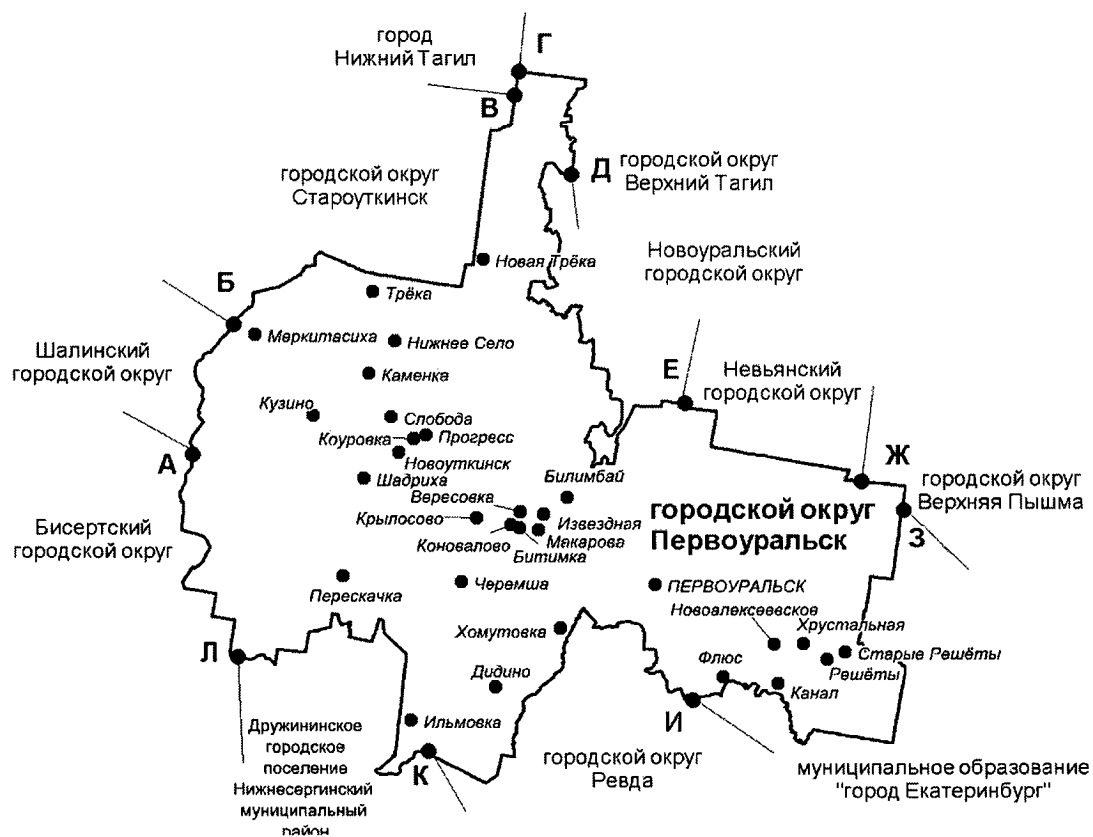 город
Нижний Тагил
Г
В
городской округ
Староуткинск
Д
городской округ
Верхний Тагил
Новоуральский
городской округ
Новая Трёка
Трёка
Б
Меркитасиха
Нижнее Село
Шалинский
городской округ
Каменка
Е
Невьянский
городской округ
Кузино
Слобода
Коуровка
Прогресс
Новоуткинск
А
Шадриха
Ж
городской округ
Верхняя Пышма
З
Билимбай
Вересовка
Крылосово
Извездная
Коновалово
Макарова
Битимка
городской округ
Первоуральск
Бисертский
городской округ
Черемша
Перескачка
ПЕРВОУРАЛЬСК
Новоалексеевское
Хрустальная
Хомутовка
Старые Решёты
Решёты
Л
Флюс
Дидино
Канал
Ильмовка
И
К
Дружининское
городское
поселение
Нижнесергинский
муниципальный
район
городской округ
Ревда
муниципальное образование
"город Екатеринбург"